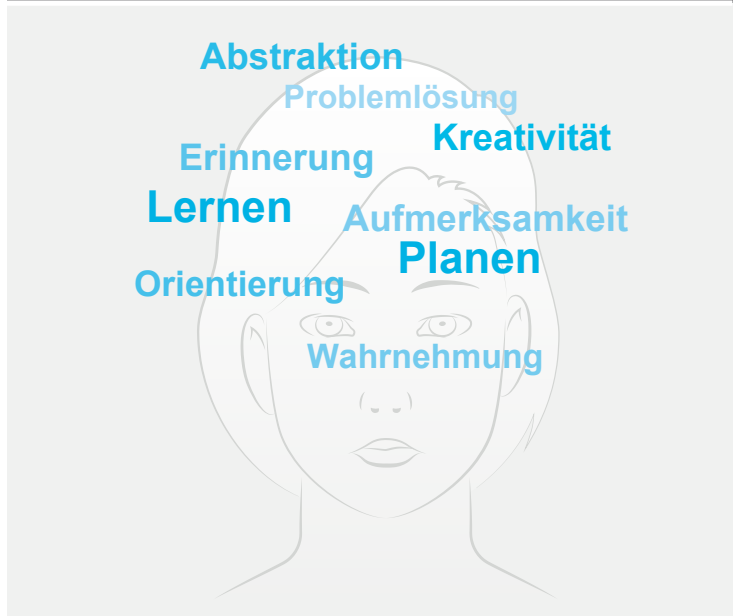 Abstraktion
Problemlösung
Kreativität
Erinnerung
Lernen
Aufmerksamkeit
Planen
Orientierung
Wahrnehmung